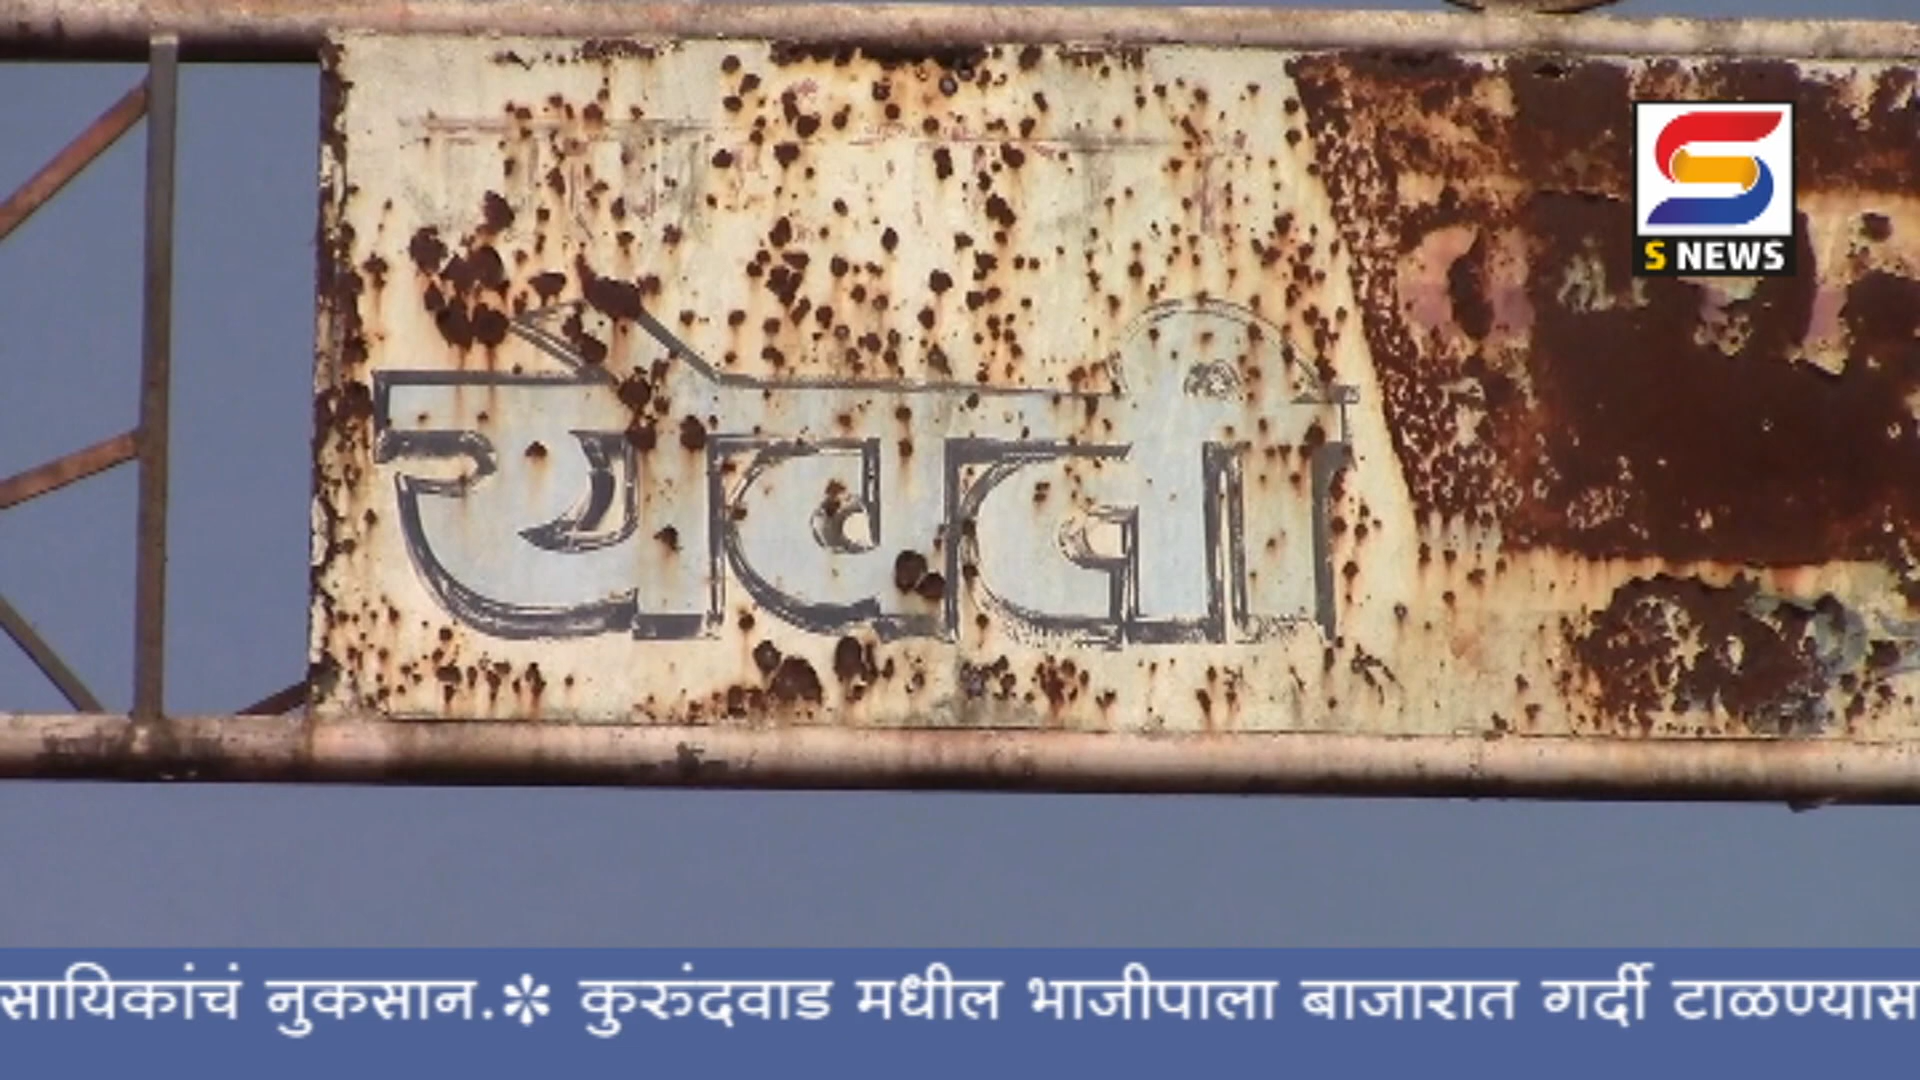 येवती
S NEWS
सायिकांचं नुकसान.✻ कुरुंदवाड मधील भाजीपाला बाजारात गर्दी टाळण्यास